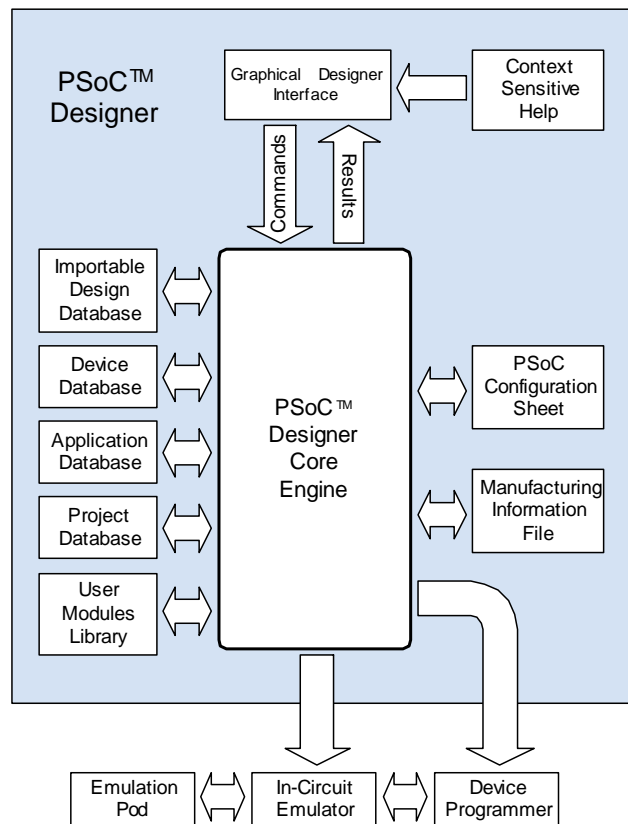 PSoC™
Designer
Graphical Designer
Interface
Context
Sensitive
Help
Commands
Results
Importable
Design
Database
Device
Database
Application
Database
Project
Database
User
Modules
Library
PSoC™
Designer
Core
Engine
PSoC
Configuration
Sheet
Manufacturing
Information
File
Emulation
Pod
In-Circuit
Emulator
Device
Programmer